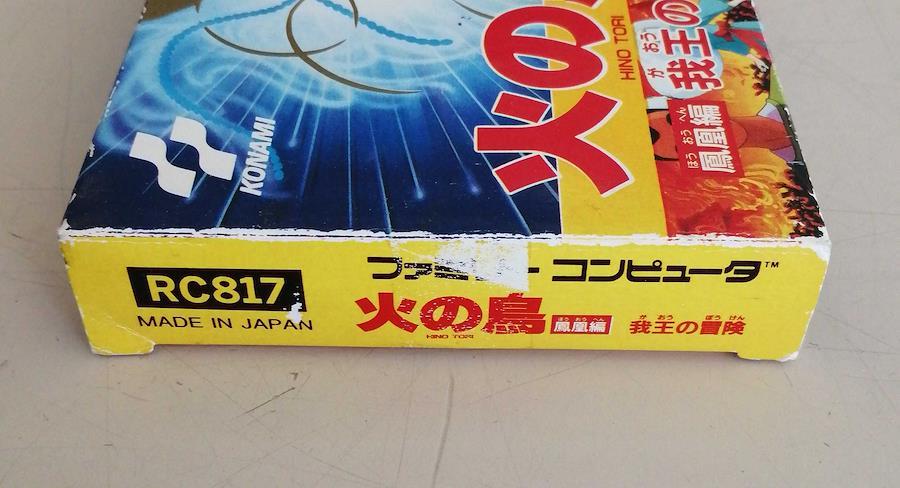 KONAMI
火の
HINO TORI
が おう
我王の
ほう おう へん
鳳凰編
RC817
MADE IN JAPAN
コンピュータ™
火の鳥
HINO TORI
ほう おう へん
鳳凰編
が おう ぼう けん
我王の冒険